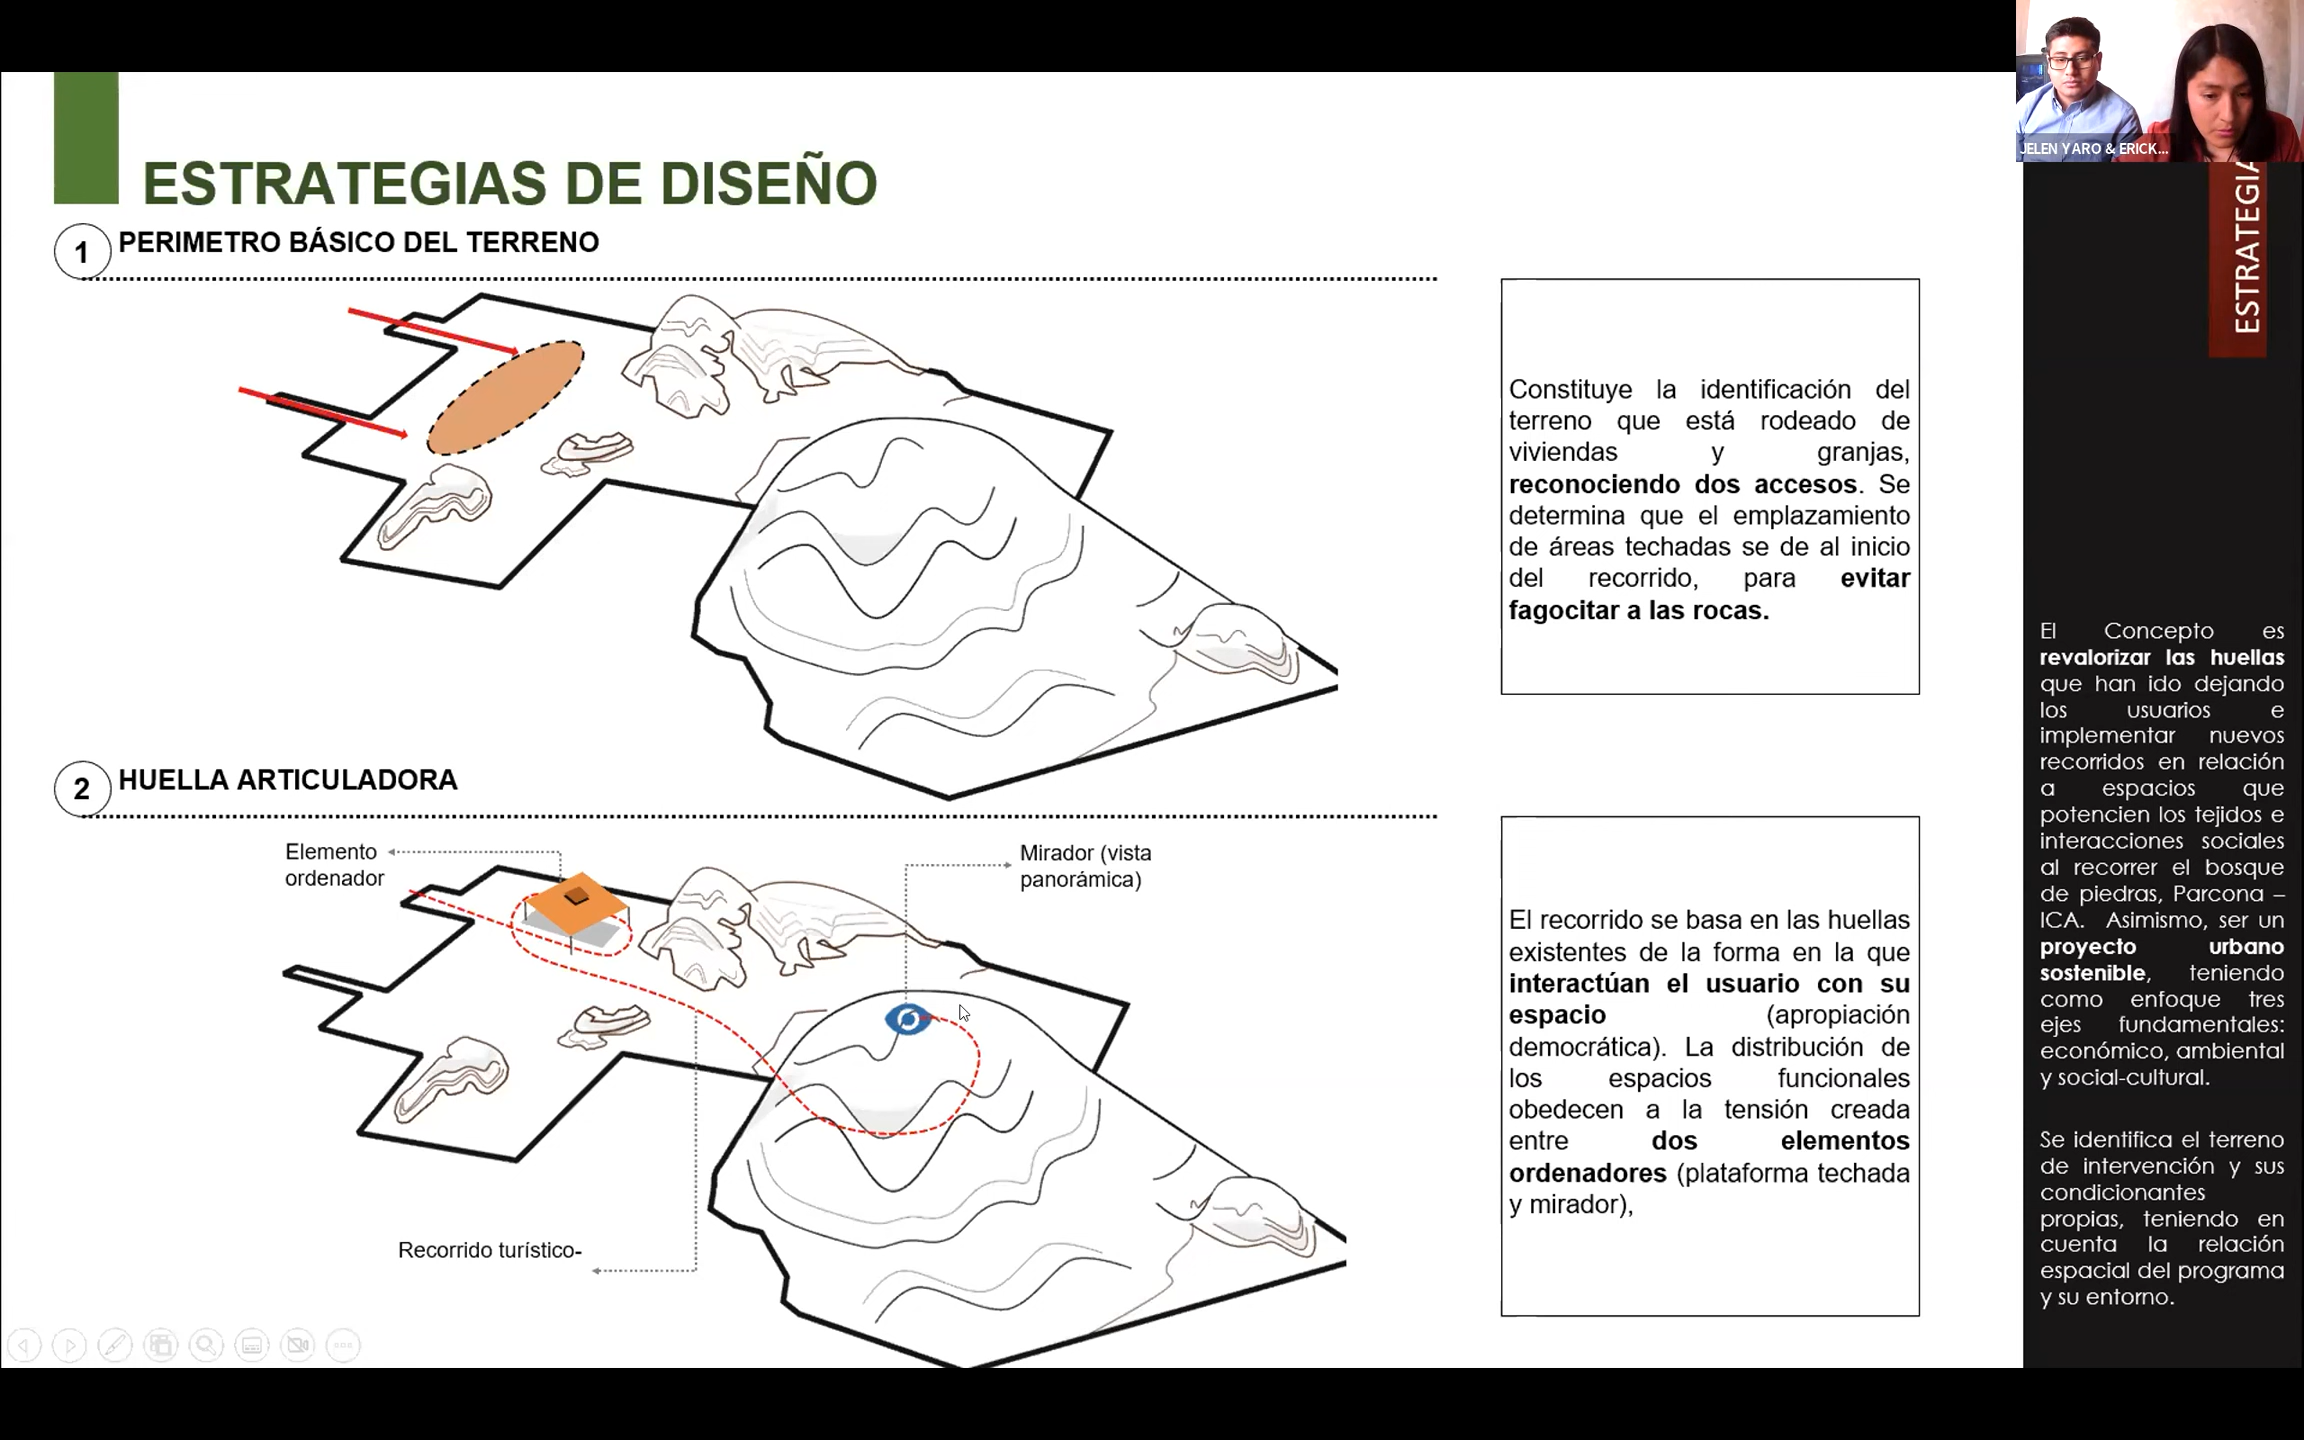 JELEN YARO & ERICK...
ESTRATEGIA
ESTRATEGIAS DE DISEÑO
1
PERIMETRO BÁSICO DEL TERRENO
Constituye la identificación del
terreno que está rodeado de
viviendas y granjas,
reconociendo dos accesos. Se
determina que el emplazamiento
de áreas techadas se de al inicio
del recorrido, para evitar
fagocitar a las rocas.
2
HUELLA ARTICULADORA
Elemento
ordenador
Mirador (vista
panorámica)
Recorrido turístico-
El recorrido se basa en las huellas
existentes de la forma en la que
interactúan el usuario con su
espacio (apropiación
democrática). La distribución de
los espacios funcionales
obedecen a la tensión creada
entre dos elementos
ordenadores (plataforma techada
y mirador),
El Concepto es
revalorizar las huellas
que han ido dejando
los usuarios e
implementar nuevos
recorridos en relación
a espacios que
potencien los tejidos e
interacciones sociales
al recorrer el bosque
de piedras, Parcona –
ICA. Asimismo, ser un
proyecto urbano
sostenible, teniendo
como enfoque tres
ejes fundamentales:
económico, ambiental
y social-cultural.
Se identifica el terreno
de intervención y sus
condicionantes
propias, teniendo en
cuenta la relación
espacial del programa
y su entorno.